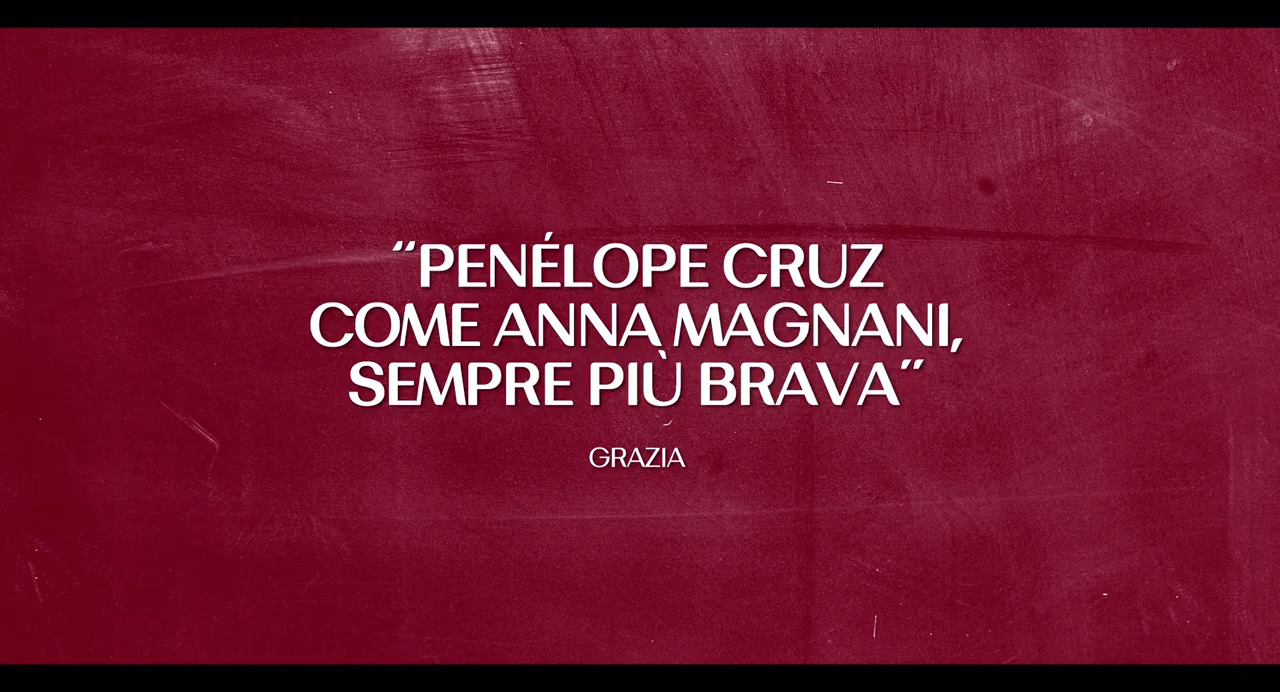 “PENÉLOPE CRUZ
COME ANNA MAGNANI,
SEMPRE PIÙ BRAVA”
GRAZIA